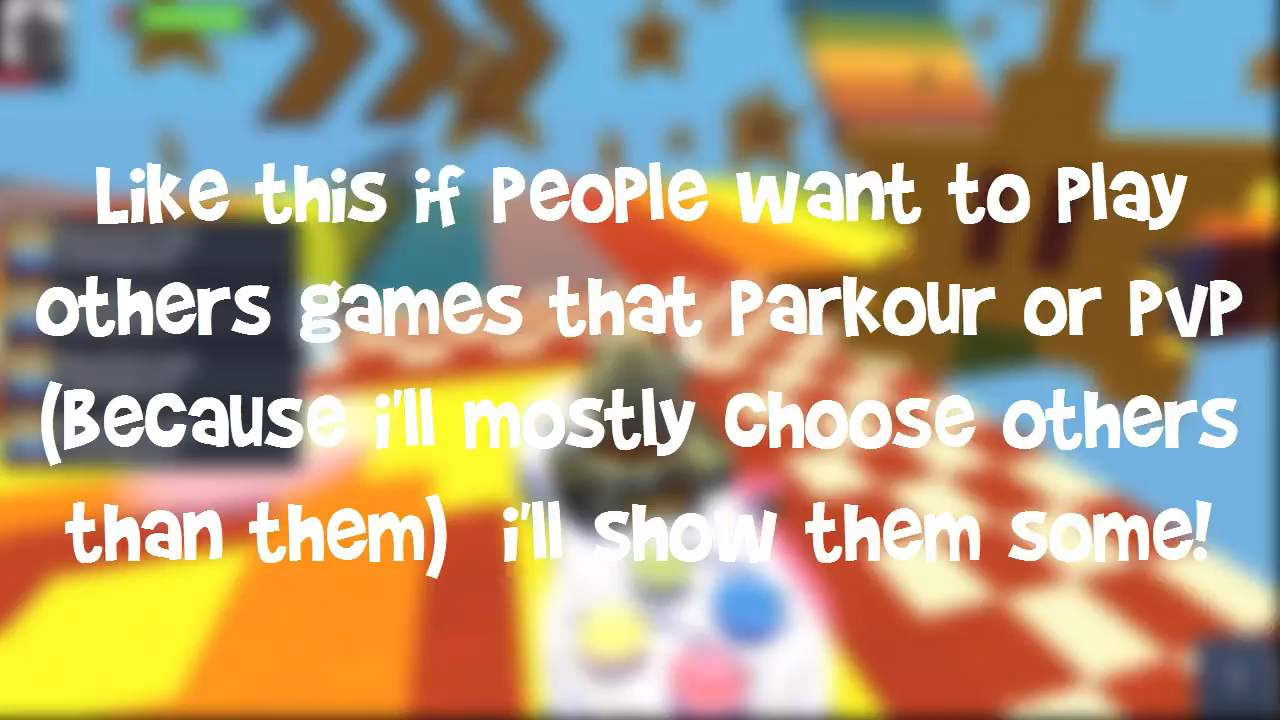 Like this if People want to Play
others games that Parkour or PvP
(Because i'll mostly choose others
than them) i'll show them some!